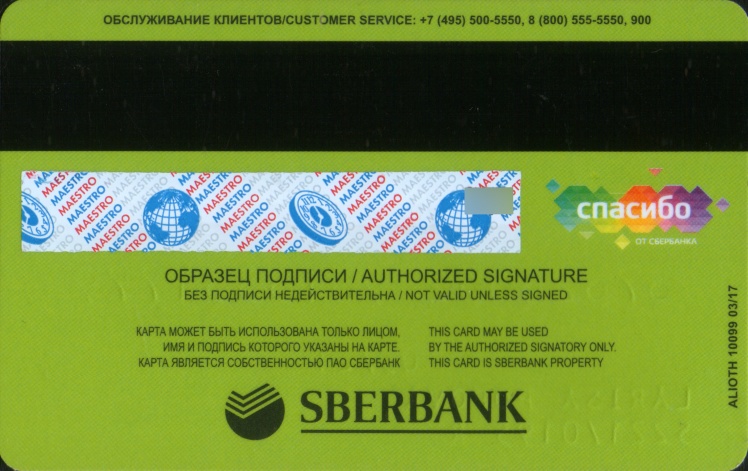 ОБСЛУЖИВАНИЕ КЛИЕНТОВ/CUSTOMER SERVICE: +7 (495) 500-5550, 8 (800) 555-5550, 900
MAESTRO
спасибо
ОТ СБЕРБАНКА
ОБРАЗЕЦ ПОДПИСИ / AUTHORIZED SIGNATURE
БЕЗ ПОДПИСИ НЕДЕЙСТВИТЕЛЬНА / NOT VALID UNLESS SIGNED
КАРТА МОЖЕТ БЫТЬ ИСПОЛЬЗОВАНА ТОЛЬКО ЛИЦОМ,
ИМЯ И ПОДПИСЬ КОТОРОГО УКАЗАНЫ НА КАРТЕ.
КАРТА ЯВЛЯЕТСЯ СОБСТВЕННОСТЬЮ ПАО СБЕРБАНК
THIS CARD MAY BE USED
BY THE AUTHORIZED SIGNATORY ONLY.
THIS CARD IS SBERBANK PROPERTY
SBERBANK
ALIOTH 10099 03/17